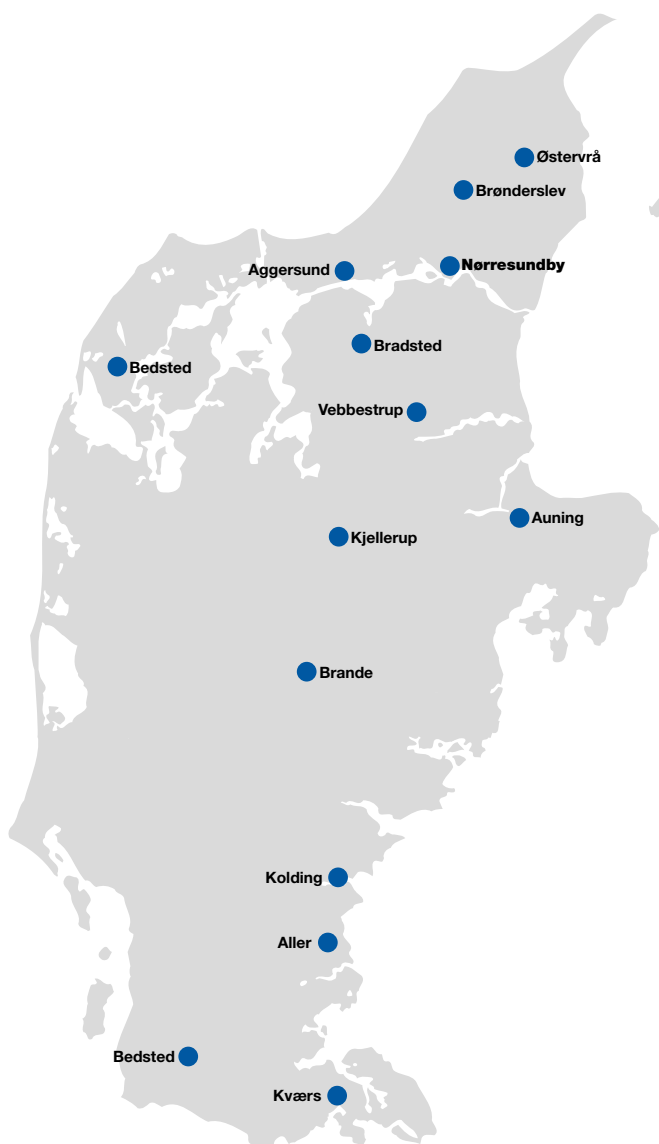 Østervrå
Brønderslev
Nørresundby
Aggersund
Bradsted
Bedsted
Vebbestrup
Auning
Kjellerup
Brande
Kolding
Aller
Bedsted
Kværs